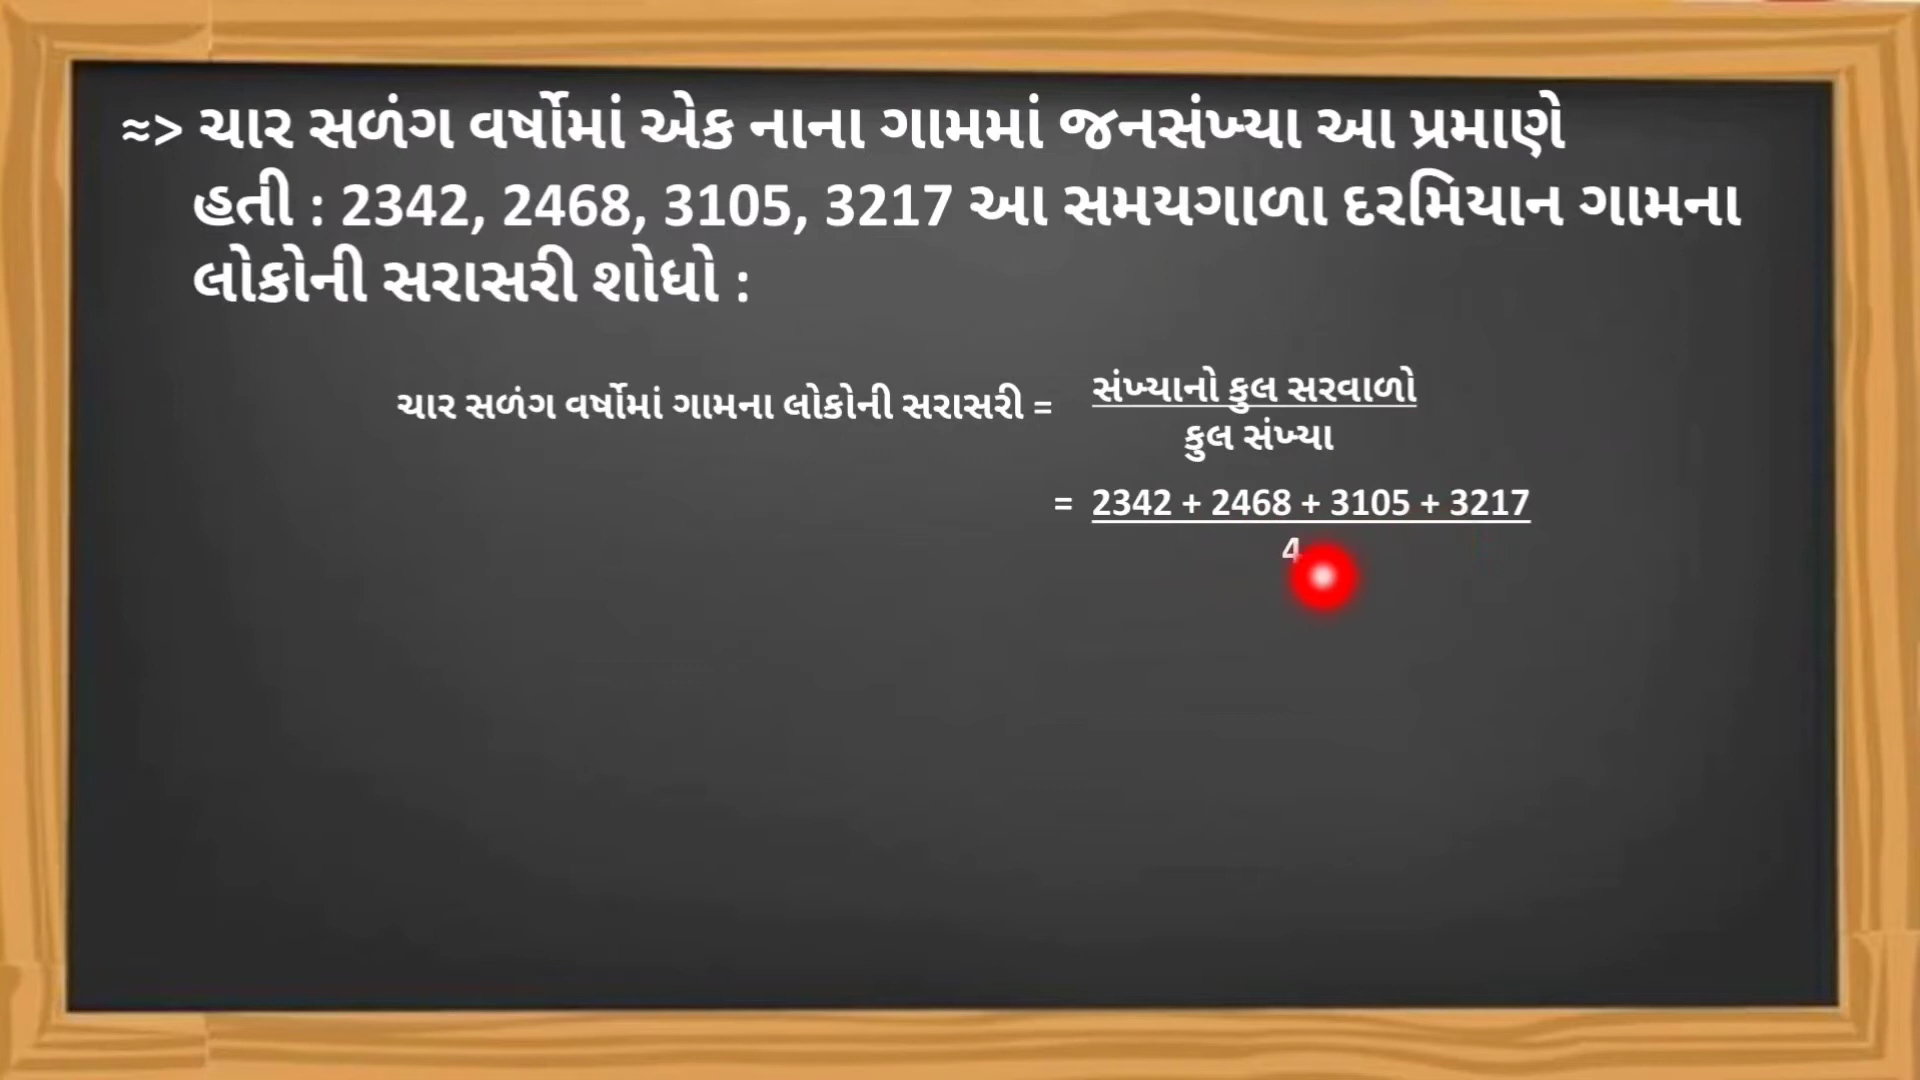 ≈> ચાર સળંગ વર્ષોમાં એક નાના ગામમાં જનસંખ્યા આ પ્રમાણે
હતી : 2342, 2468, 3105, 3217 આ સમયગાળા દરમિયાન ગામના
લોકોની સરાસરી શોધો :
ચાર સળંગ વર્ષોમાં ગામના લોકોની સરાસરી = સંખ્યાનો કુલ સરવાળો
કુલ સંખ્યા
= 2342 + 2468 + 3105 + 3217
4